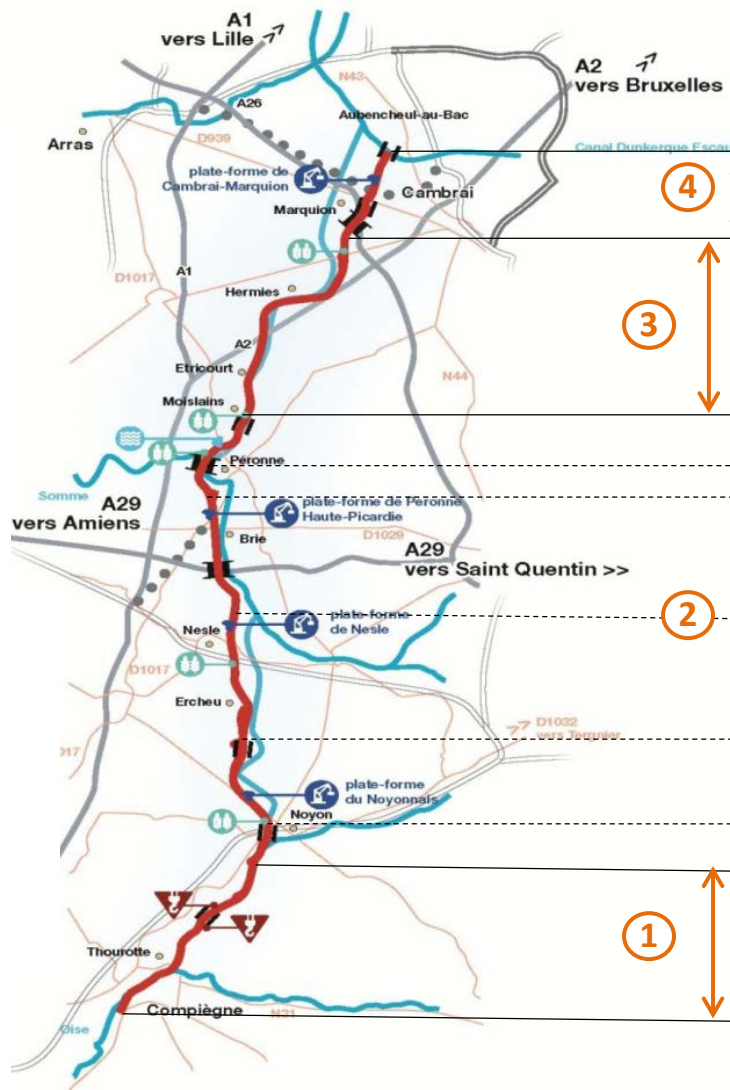 A1
vers Lille
A2
vers Bruxelles
N43
A26
Aubencheul-au-Bac
D939
Arras
Canal Dunkerque Escau
plate-forme de
Cambrai-Marquion
Cambrai
4
Marquion
D1017
A1
Hermies
3
A2
Etricourt
N44
Moislains
Péronne
Somme
A29
vers Amiens
plate-forme de Péronne
Haute-Picardie
Brie
D1029
A29
vers Saint Quentin >>
2
plate-forme
de Nesle
Nesle
D1017
Ercheu
D1032
vers Tergnier
017
plate-forme
du Noyonnais
Noyon
1
Thourotte
Compiègne
N31
Oise